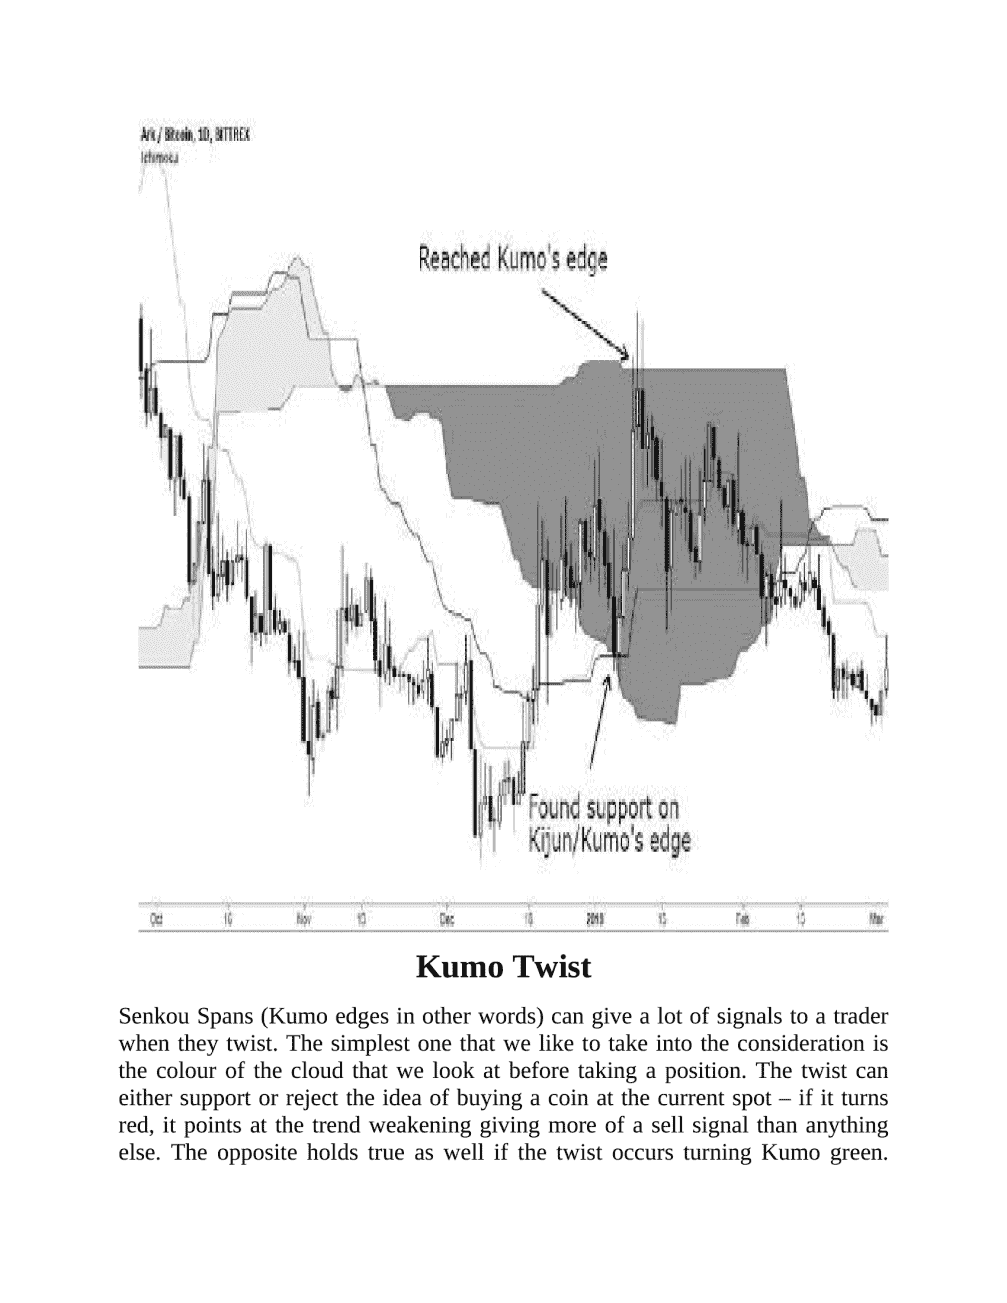 Ark / Bitcoin, 1D, BITTREX
Ichimoku
Reached Kumo's edge
Found support on
Kijun/Kumo's edge
Oct 16 Nov 15 Dec 18 2018 15 Feb 15 Mar
Kumo Twist
Senkou Spans (Kumo edges in other words) can give a lot of signals to a trader
when they twist. The simplest one that we like to take into the consideration is
the colour of the cloud that we look at before taking a position. The twist can
either support or reject the idea of buying a coin at the current spot – if it turns
red, it points at the trend weakening giving more of a sell signal than anything
else. The opposite holds true as well if the twist occurs turning Kumo green.